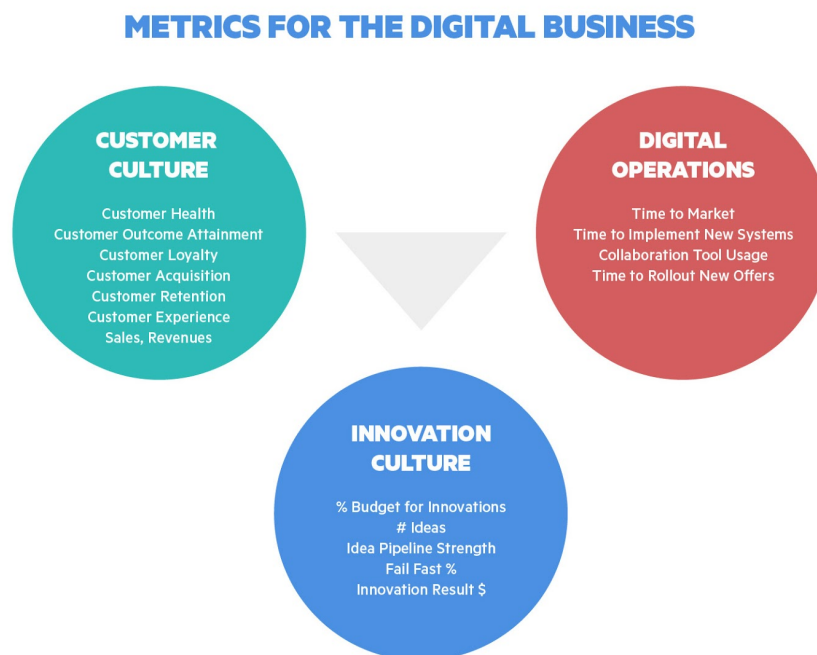 METRICS FOR THE DIGITAL BUSINESS
CUSTOMER
CULTURE
Customer Health
Customer Outcome Attainment
Customer Loyalty
Customer Acquisition
Customer Retention
Customer Experience
Sales, Revenues
DIGITAL
OPERATIONS
Time to Market
Time to Implement New Systems
Collaboration Tool Usage
Time to Rollout New Offers
INNOVATION
CULTURE
% Budget for Innovations
# Ideas
Idea Pipeline Strength
Fail Fast %
Innovation Result $